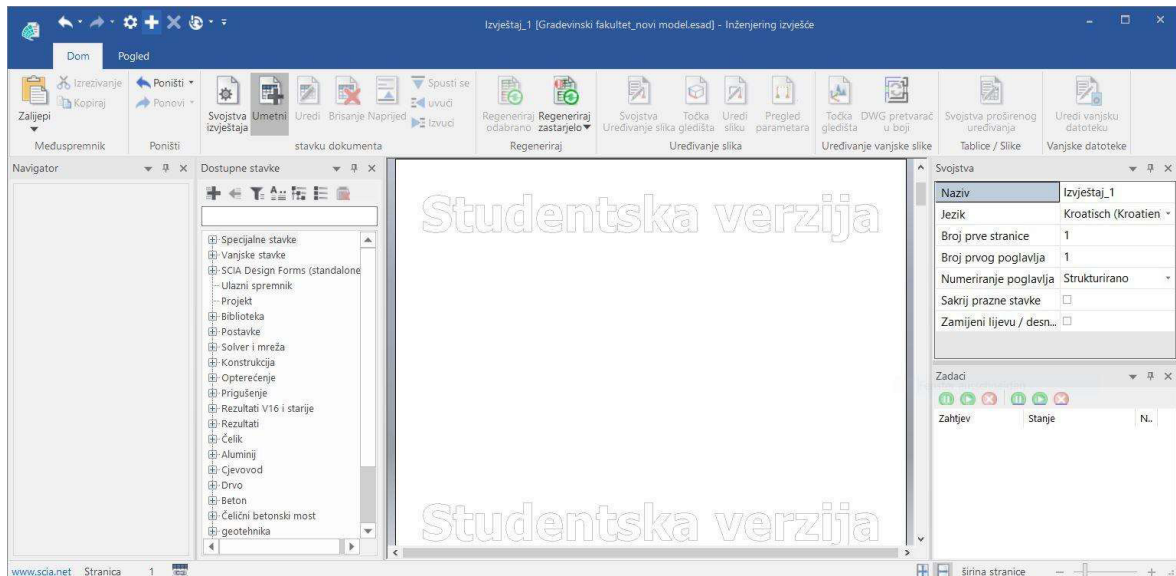 Izvještaj_1 [Gradevinski fakultet_novi model.esad] - Inženjering izvješće
Dom Pogled
Zalijepi
Izrezivanje
Kopiraj
Međuspremnik
Poništi
Ponovi
Poništi
Svojstva izvještaja
Umetni
Uredi
Brisanje
Naprijed
Spusti se
uvuci
Izvuci
stavku dokumenta
Regeneriraj odabrano
Regeneriraj zastarjelo
Regeneriraj
Svojstva
Uređivanje slika
Točka gledišta
Uredi sliku
Pregled parametara
Uređivanje slika
Točka gledišta
DWG pretvarač u boji
Uređivanje vanjske slike
Svojstva proširenog uređivanja
Tablice / Slike
Uredi vanjsku datoteku
Vanjske datoteke
Navigator
Dostupne stavke
Specijalne stavke
Vanjske stavke
SCIA Design Forms (standalone
Ulazni spremnik
Projekt
Biblioteka
Postavke
Solver i mreža
Konstrukcija
Opterećenje
Prigušenje
Rezultati V16 i starije
Rezultati
Čelik
Aluminij
Cjevovod
Drvo
Beton
Čelični betonski most
geotehnika
Studentska verzija
Studentska verzija
Svojstva
Naziv Izvještaj_1
Jezik Kroatisch (Kroatien
Broj prve stranice 1
Broj prvog poglavlja 1
Numeriranje poglavlja Strukturirano
Sakrij prazne stavke
Zamijeni lijevu / desn...
Zadaci
Zahtjev Stanje N..
www.scia.net Stranica 1
širina stranice